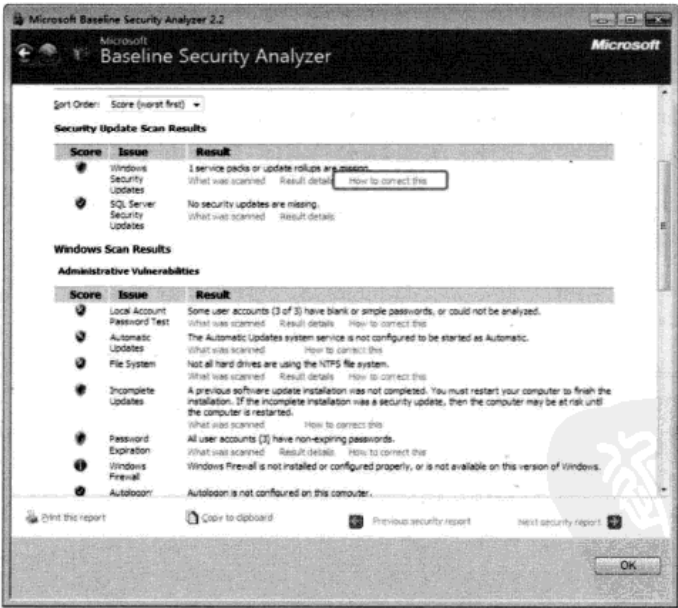 Microsoft Baseline Security Analyzer 2.2
Microsoft
Baseline Security Analyzer
Microsoft
Sort Order: Score (worst first)
Security Update Scan Results
Score Issue Result
Windows Security Updates
1 service packs or update rollups are missing.
What was scanned Result details How to correct this
SQL Server Security Updates
No security updates are missing.
What was scanned Result details
Windows Scan Results
Administrative Vulnerabilities
Score Issue Result
Local Account Password Test
Some user accounts (3 of 3) have blank or simple passwords, or could not be analyzed.
What was scanned Result details How to correct this
Automatic Updates
The Automatic Updates system service is not configured to be started as Automatic.
What was scanned How to correct this
File System
Not all hard drives are using the NTFS file system.
What was scanned Result details How to correct this
Incomplete Updates
A previous software update installation was not completed. You must restart your computer to finish the
installation. If the incomplete installation was a security update, then the computer may be at risk until
the computer is restarted.
What was scanned How to correct this
Password Expiration
All user accounts (3) have non-expiring passwords.
What was scanned Result details How to correct this
Windows Firewall
Windows Firewall is not installed or configured properly, or is not available on this version of Windows.
Autologon
Autologon is not configured on this computer.
Print this report Copy to clipboard Previous security report Next security report
OK